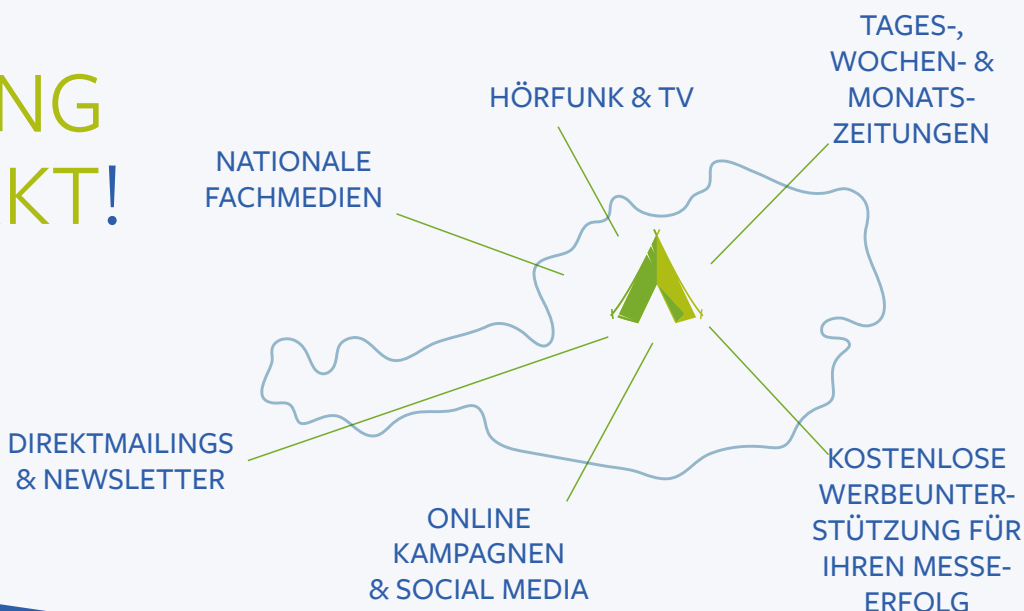 NG
KT!
HÖRFUNK & TV
TAGES-,
WOCHEN- &
MONATS-
ZEITUNGEN
NATIONALE
FACHMEDIEN
DIREKTMAILINGS
& NEWSLETTER
ONLINE
KAMPAGNEN
& SOCIAL MEDIA
KOSTENLOSE
WERBEUNTER-
STÜTZUNG FÜR
IHREN MESSE-
ERFOLG